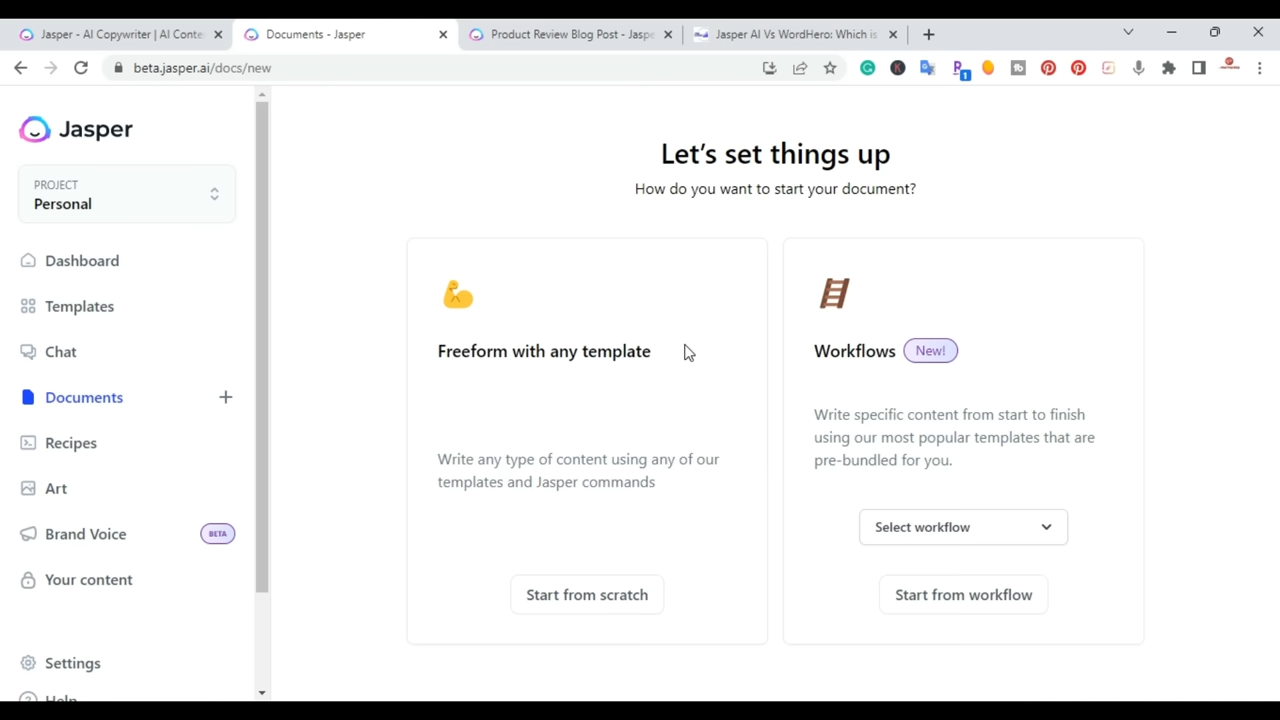 Jasper - AI Copywriter | AI Conte
Documents - Jasper
Product Review Blog Post - Jaspe
Jasper AI Vs WordHero: Which is
beta.jasper.ai/docs/new
1
Jasper
PROJECT
Personal
Dashboard
Templates
Chat
Documents
Recipes
Art
Brand Voice
BETA
Your content
Settings
Help
Let's set things up
How do you want to start your document?
Freeform with any template
Write any type of content using any of our
templates and Jasper commands
Start from scratch
Workflows New!
Write specific content from start to finish
using our most popular templates that are
pre-bundled for you.
Select workflow
Start from workflow